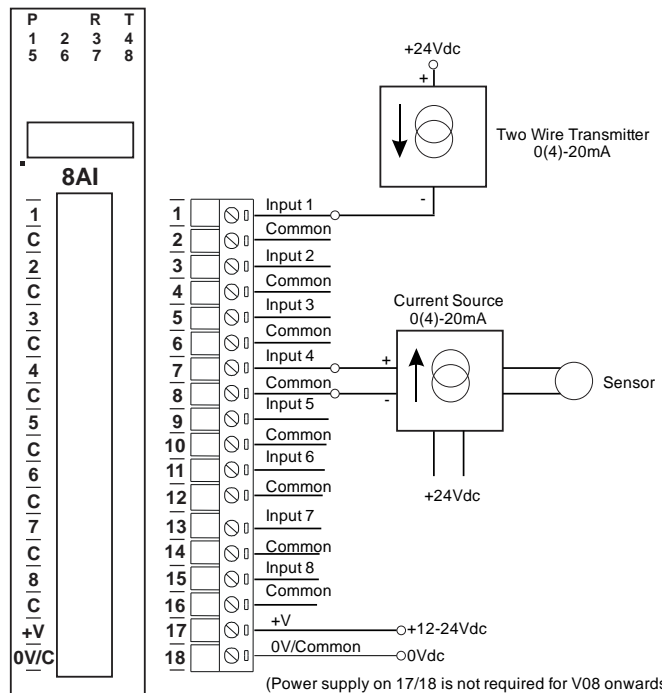 P R T
1 2 3 4
5 6 7 8
8AI
1
C
2
C
3
C
4
C
5
C
6
C
7
C
8
C
+V
0V/C
1 Input 1
2 Common
3 Input 2
4 Common
5 Input 3
6 Common
7 Input 4
8 Common
9 Input 5
10 Common
11 Input 6
12 Common
13 Input 7
14 Common
15 Input 8
16 Common
17 +V +12-24Vdc
18 0V/Common 0Vdc
+24Vdc
+
Two Wire Transmitter
0(4)-20mA
-
Current Source
0(4)-20mA
+
-
Sensor
+24Vdc
(Power supply on 17/18 is not required for V08 onwards